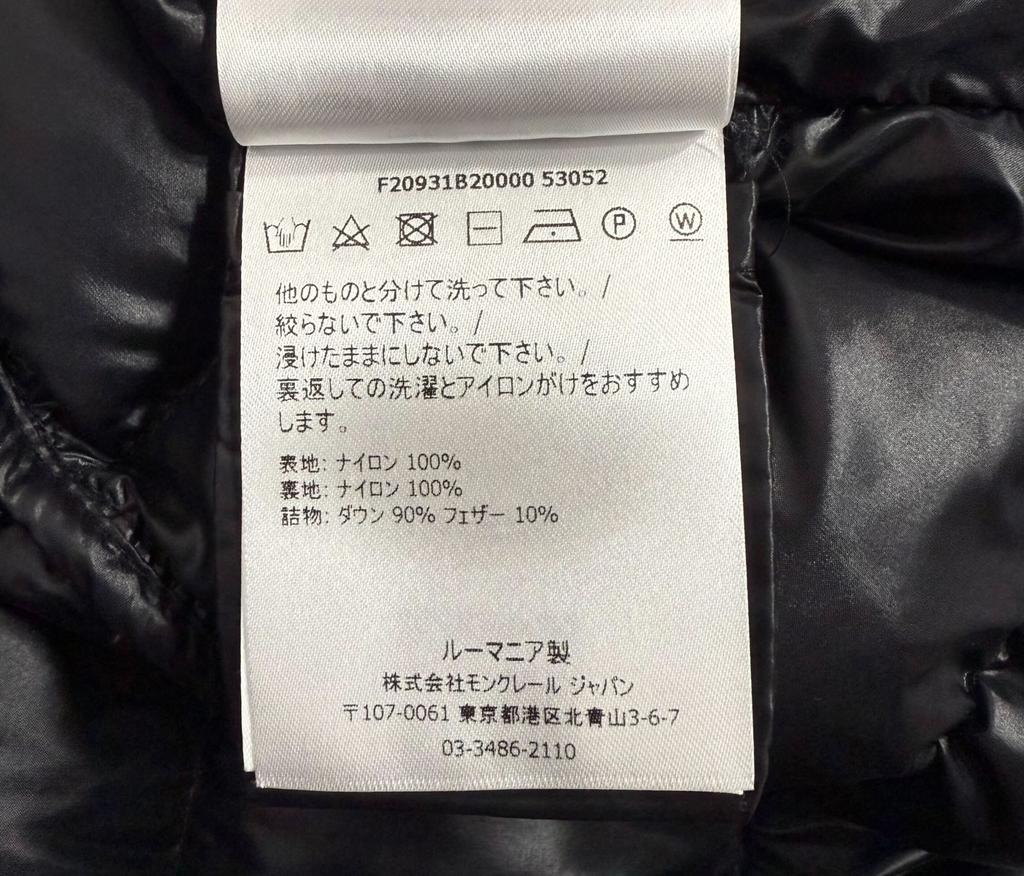 F20931B20000 53052
P W
他のものと分けて洗って下さい。/
絞らないで下さい。/
浸けたままにしないで下さい。/
裏返しての洗濯とアイロンがけをおすすめ
します。
表地: ナイロン 100%
裏地: ナイロン 100%
詰物: ダウン 90% フェザー 10%
ルーマニア製
株式会社モンクレール ジャパン
〒107-0061 東京都港区北青山3-6-7
03-3486-2110